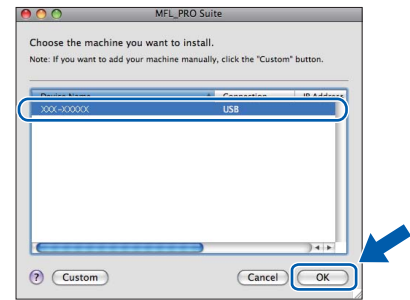 MFL_PRO Suite
Choose the machine you want to install.
Note: If you want to add your machine manually, click the "Custom" button.
Device Name Connection IP Address
XXX-XXXXX USB
? Custom Cancel OK